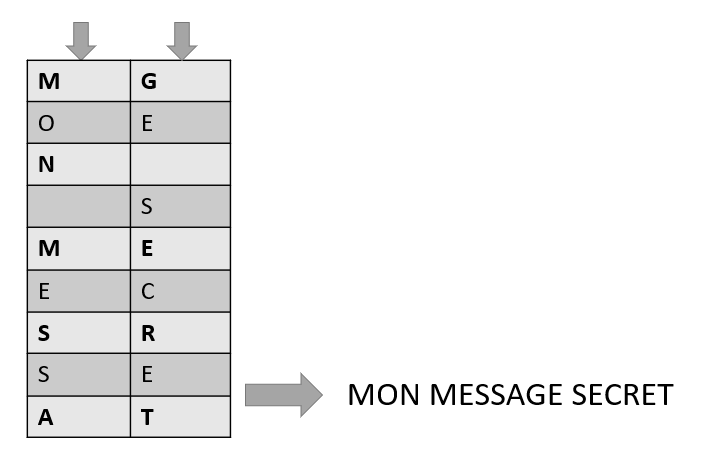 M G
O E
N
S
M E
E C
S R
S E
A T
MON MESSAGE SECRET